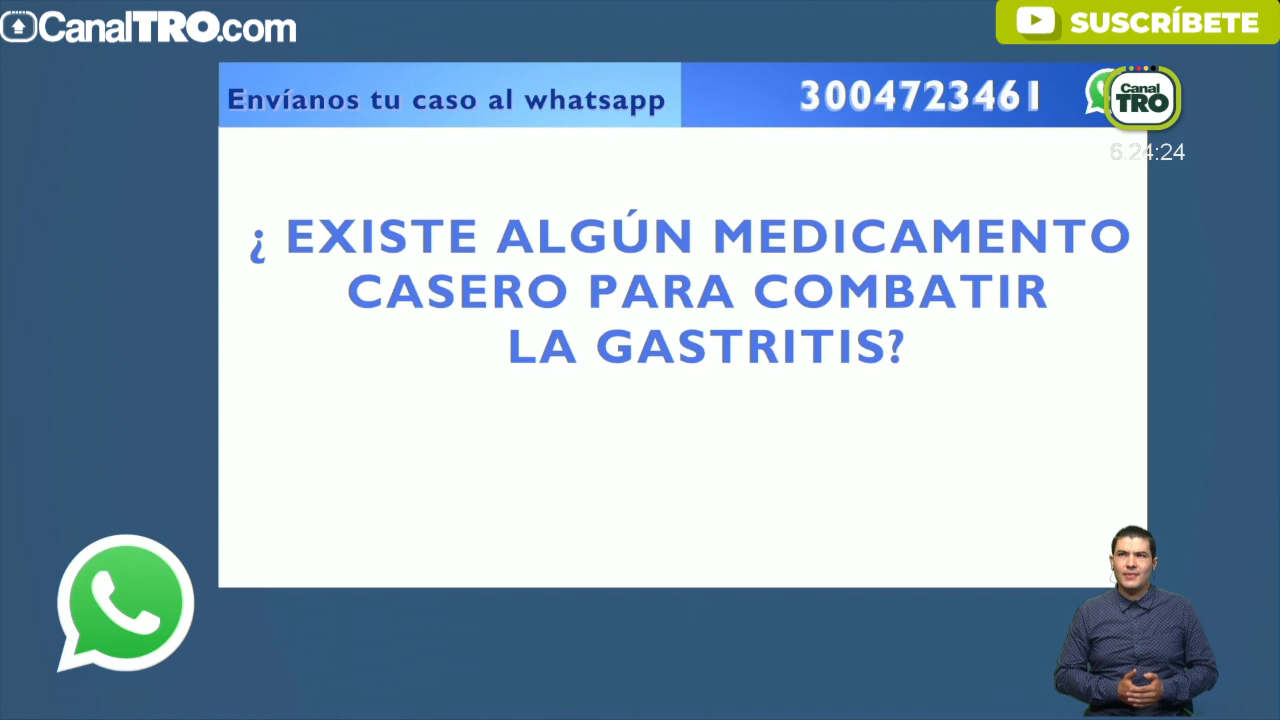 CanalTRO.com
SUSCRÍBETE
Envíanos tu caso al whatsapp
3004723461
Canal
TRO
6:24:24
¿ EXISTE ALGÚN MEDICAMENTO
CASERO PARA COMBATIR
LA GASTRITIS?